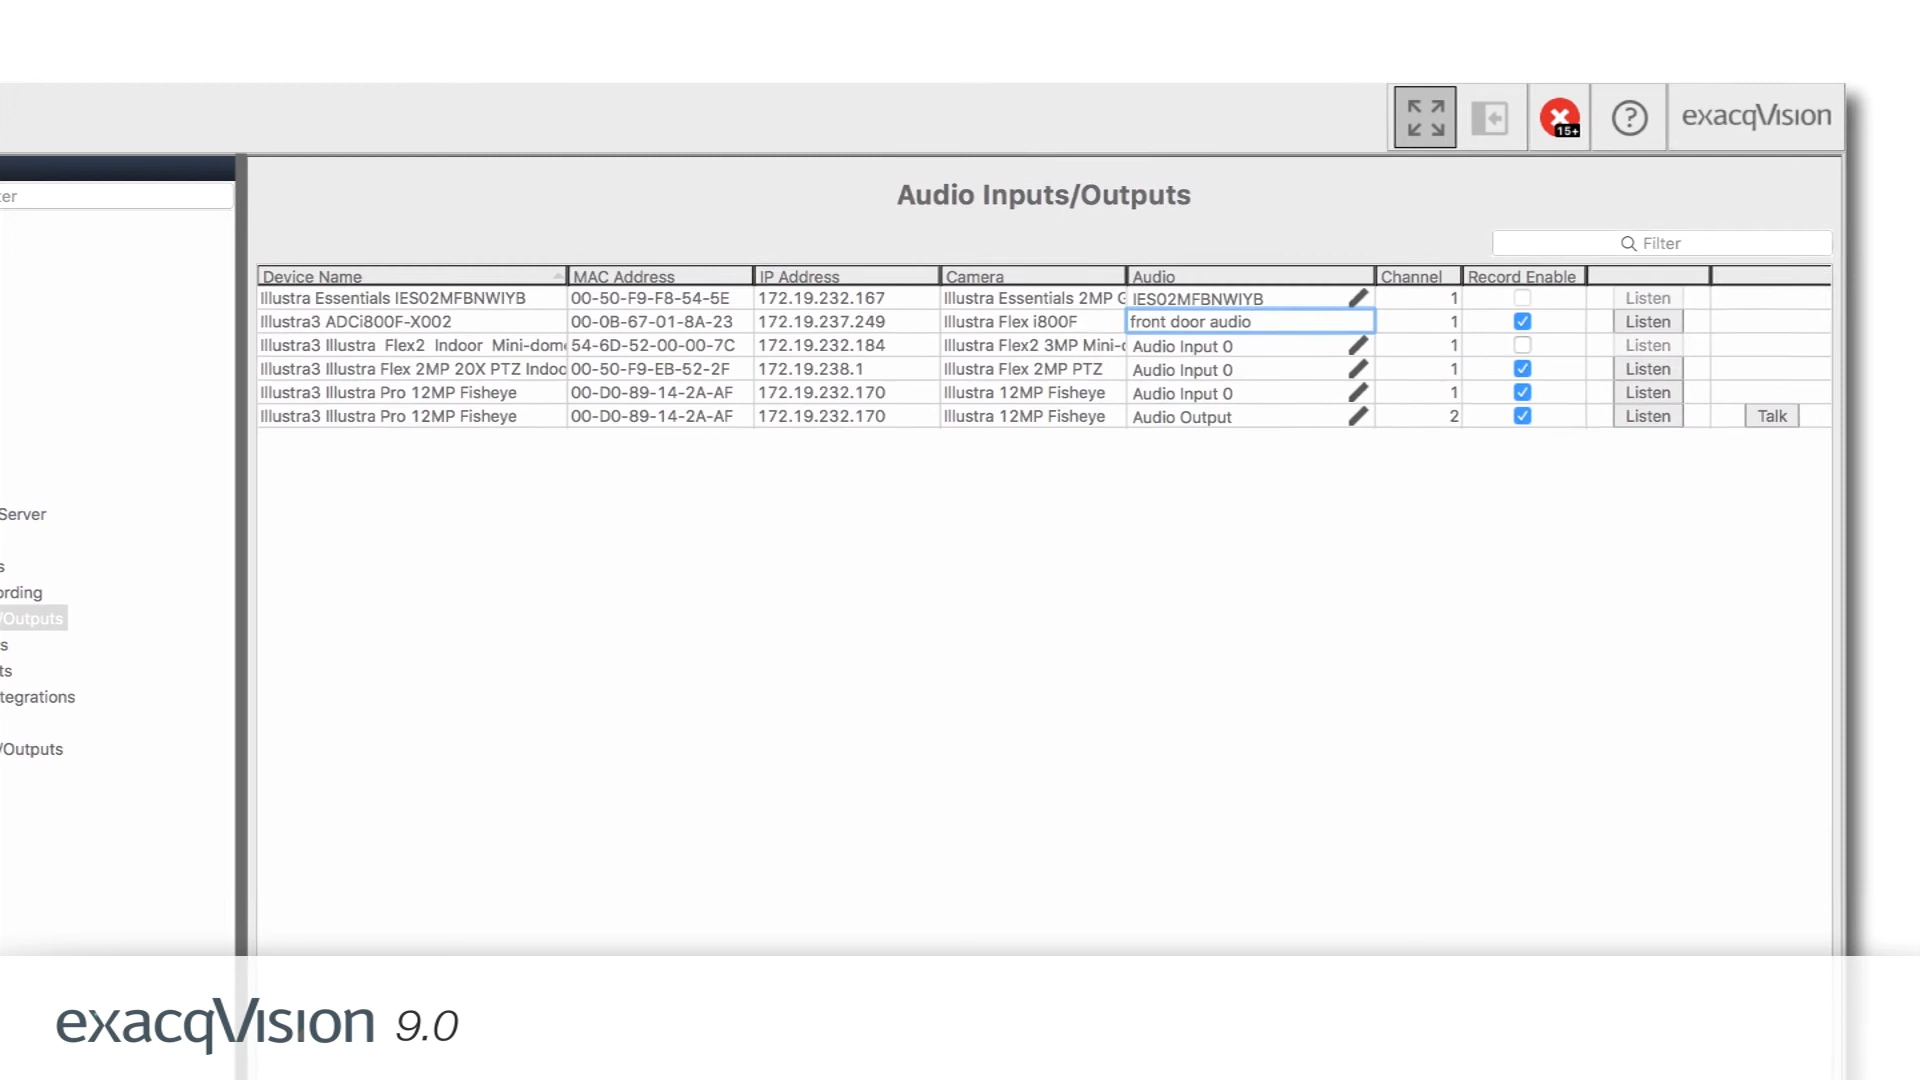 15+
?
exacqVision
ter
Audio Inputs/Outputs
Filter
Device Name MAC Address IP Address Camera Audio Channel Record Enable
Illustra Essentials IES02MFBNWIYB 00-50-F9-F8-54-5E 172.19.232.167 Illustra Essentials 2MP IES02MFBNWIYB 1 Listen
Illustra3 ADCi800F-X002 00-0B-67-01-8A-23 172.19.237.249 Illustra Flex i800F front door audio 1 Listen
Illustra3 Illustra Flex2 Indoor Mini-dome 54-6D-52-00-00-7C 172.19.232.184 Illustra Flex2 3MP Mini- Audio Input 0 1 Listen
Illustra3 Illustra Flex 2MP 20X PTZ Indoo 00-50-F9-EB-52-2F 172.19.238.1 Illustra Flex 2MP PTZ Audio Input 0 1 Listen
Illustra3 Illustra Pro 12MP Fisheye 00-D0-89-14-2A-AF 172.19.232.170 Illustra 12MP Fisheye Audio Input 0 1 Listen
Illustra3 Illustra Pro 12MP Fisheye 00-D0-89-14-2A-AF 172.19.232.170 Illustra 12MP Fisheye Audio Output 2 Listen Talk
Server
s
ording
/Outputs
s
ts
tegrations
/Outputs
exacqVision 9.0